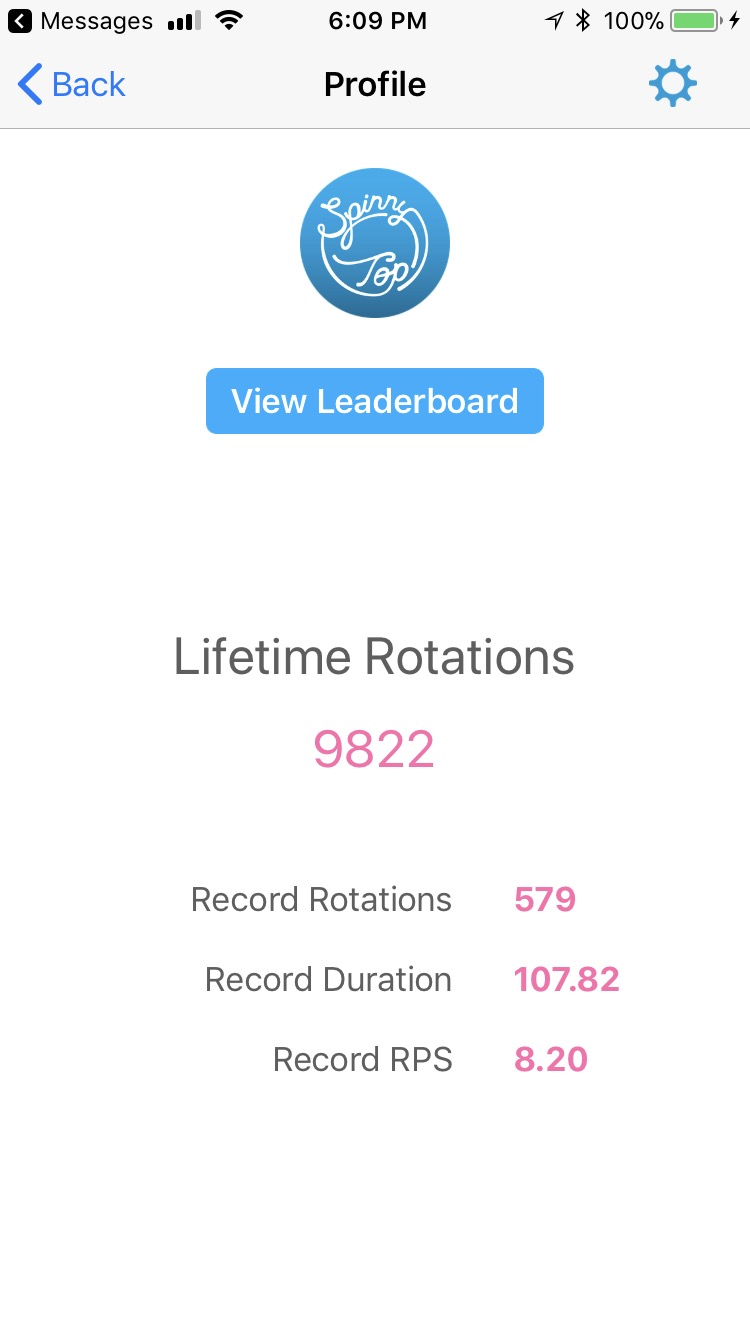 Messages 6:09 PM 100%
Back Profile
Spinny
Top
View Leaderboard
Lifetime Rotations
9822
Record Rotations 579
Record Duration 107.82
Record RPS 8.20